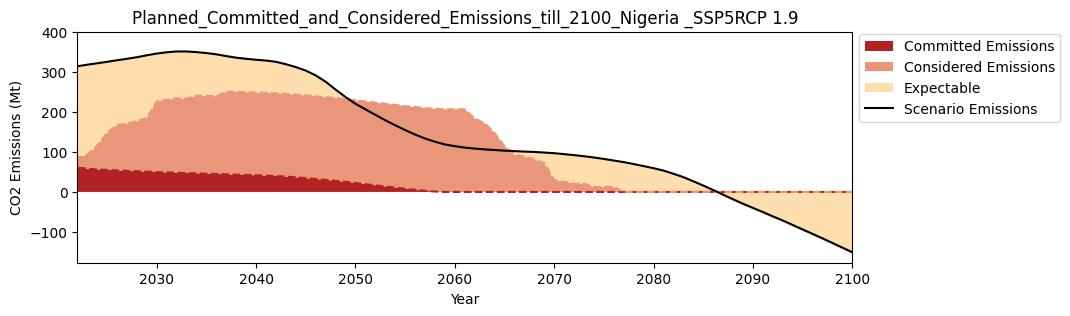 Planned_Committed_and_Considered_Emissions_till_2100_Nigeria _SSP5RCP 1.9
400
300
200
100
0
−100
CO2 Emissions (Mt)
2030 2040 2050 2060 2070 2080 2090 2100
Year
Committed Emissions
Considered Emissions
Expectable
Scenario Emissions